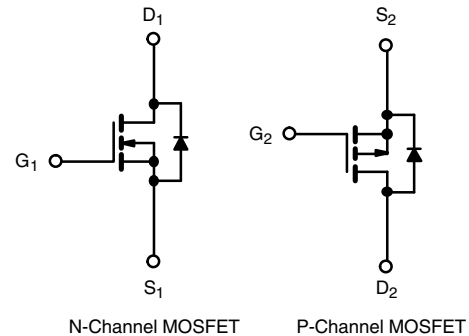 D1
S2
G1
G2
S1
D2
N-Channel MOSFET
P-Channel MOSFET